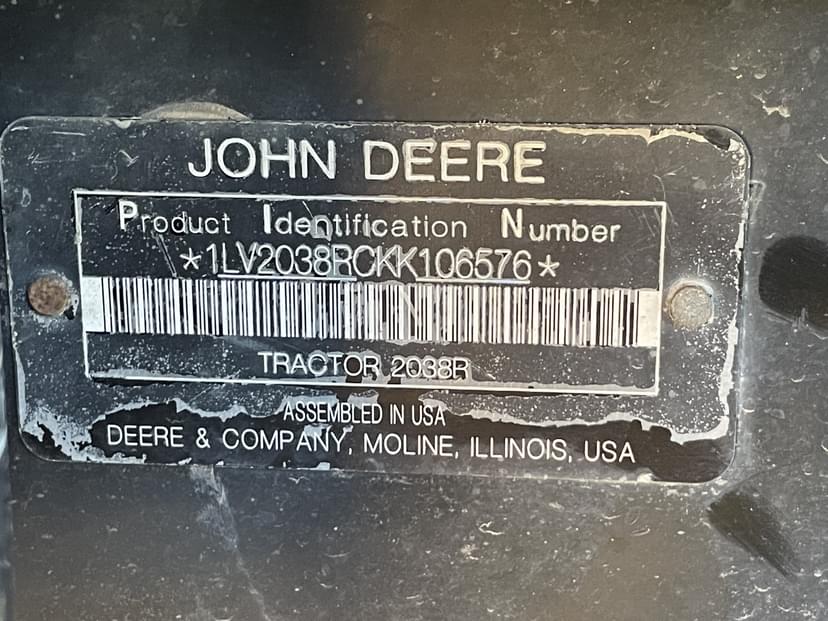 JOHN DEERE
Product Identification Number
*1LV2038RCKK106576*
TRACTOR 2038R
ASSEMBLED IN USA
DEERE & COMPANY, MOLINE, ILLINOIS, USA